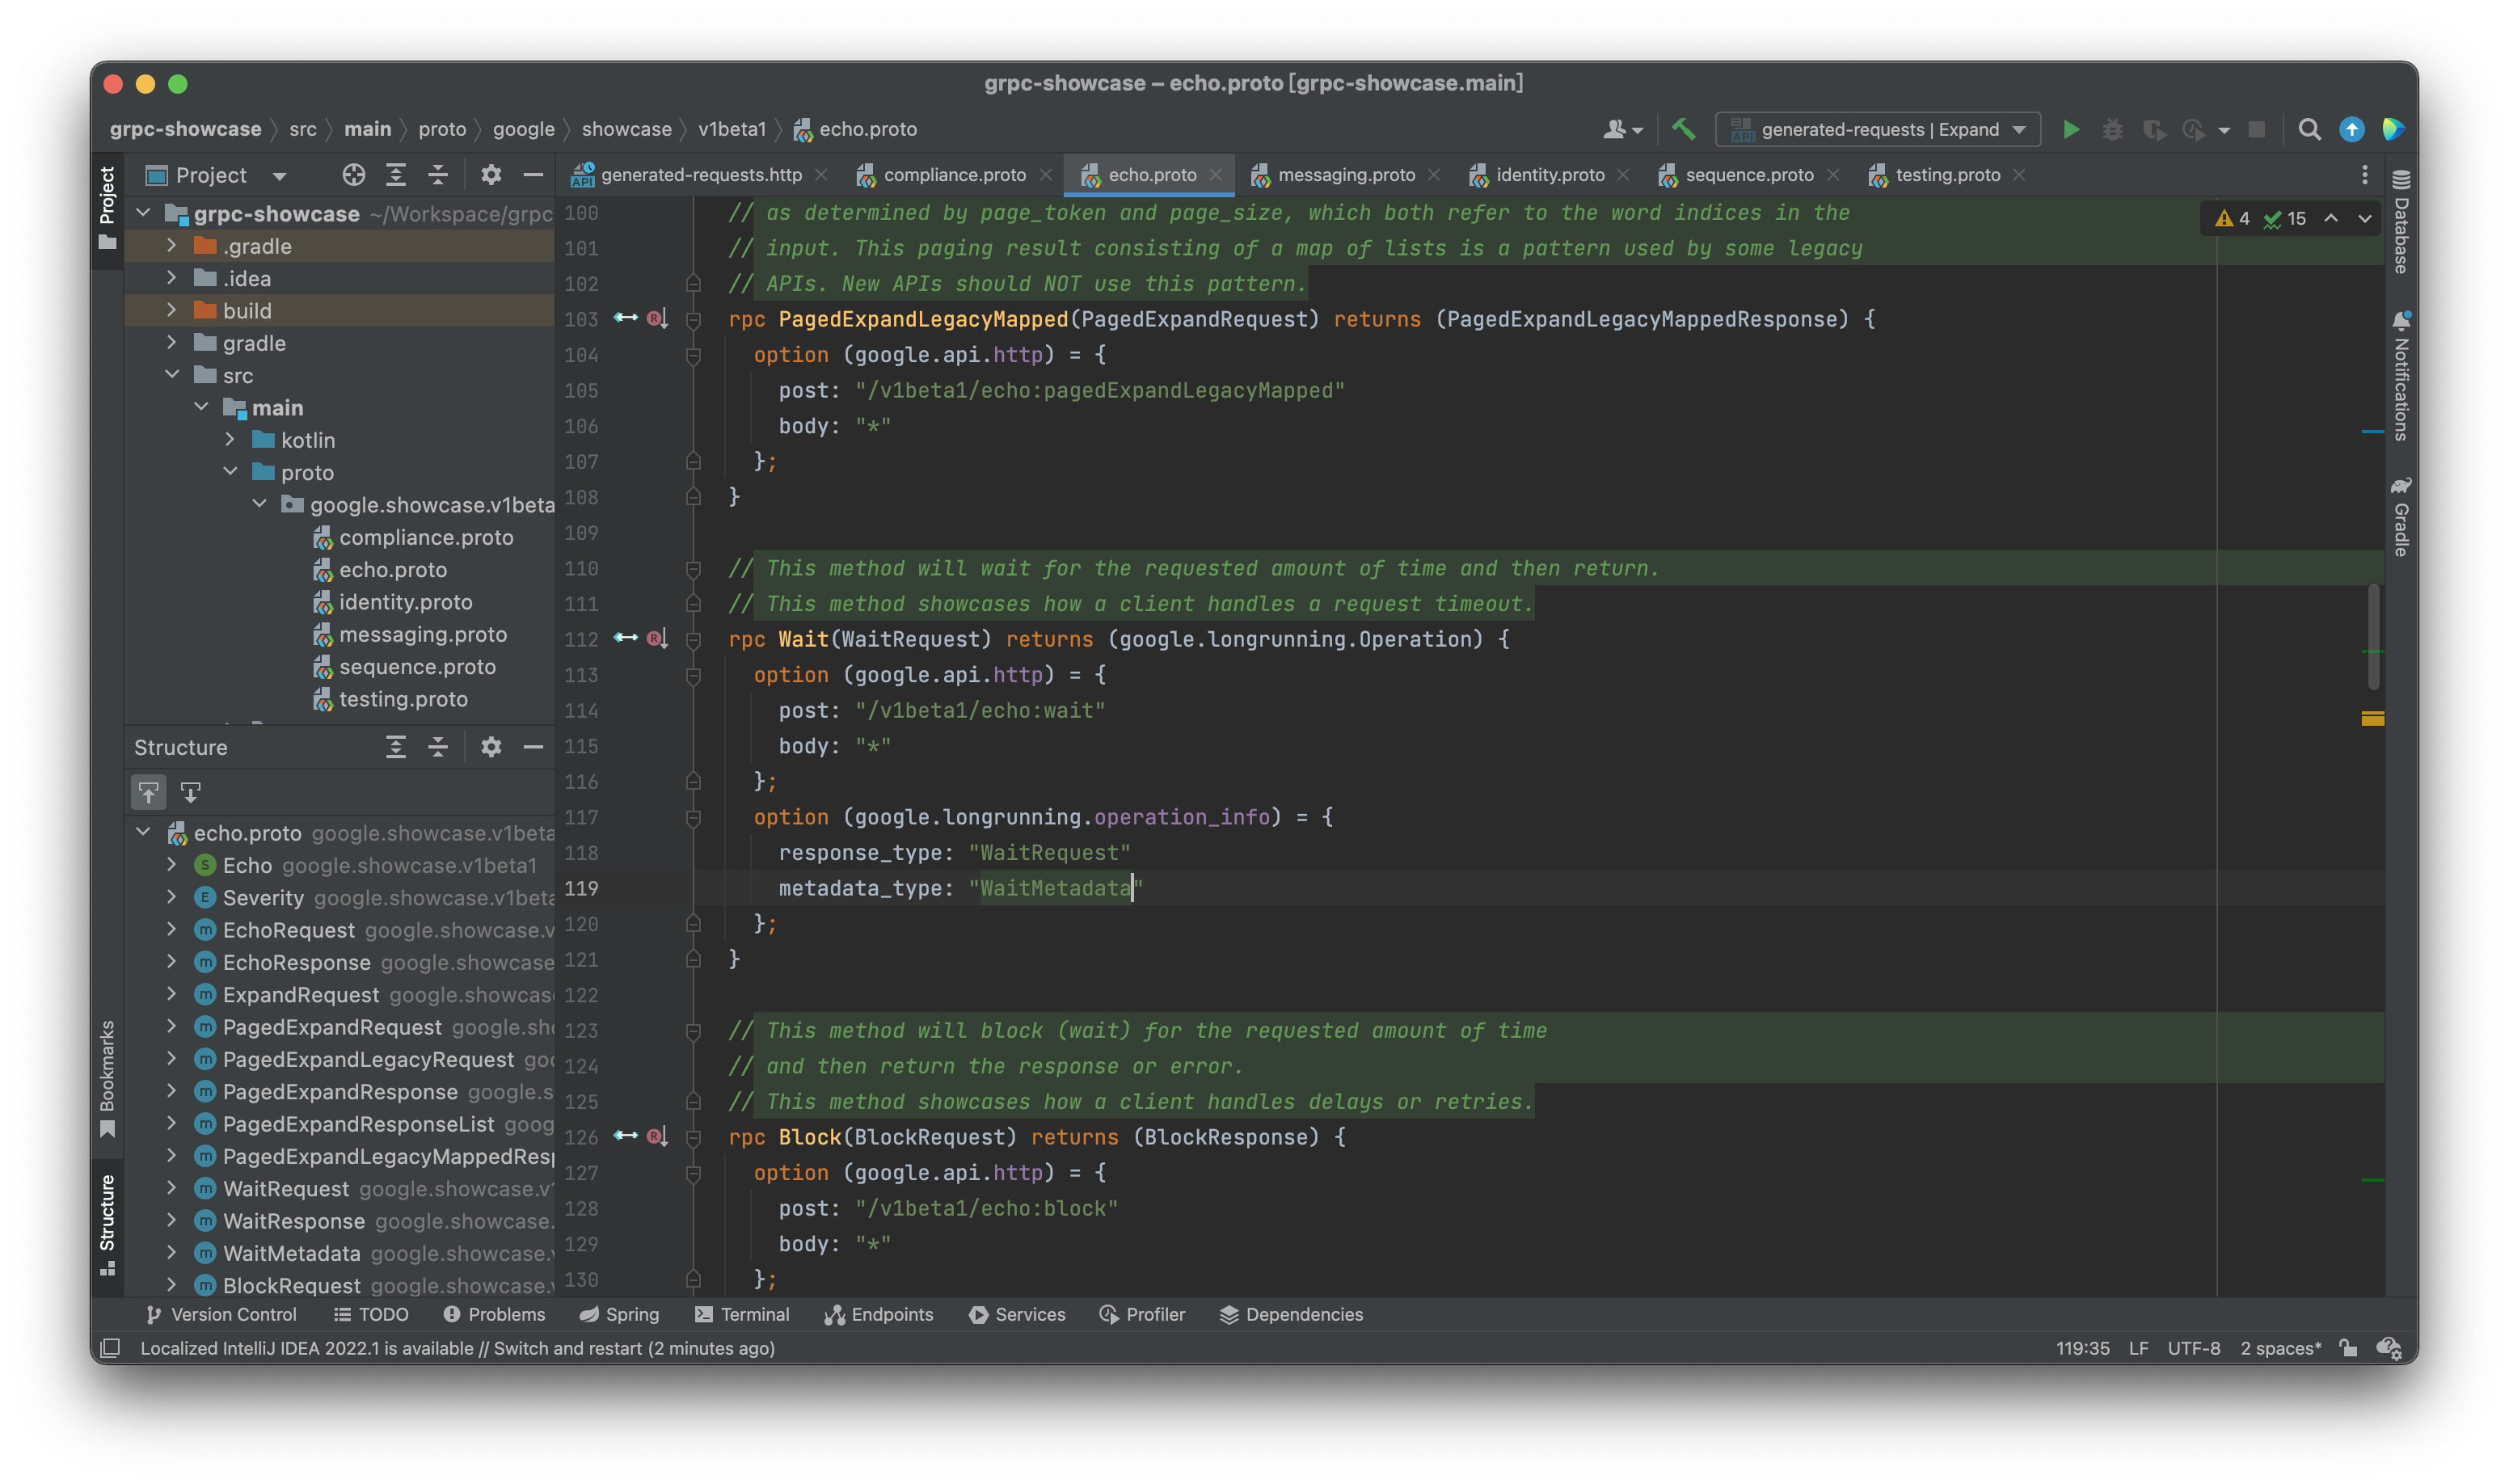 grpc-showcase – echo.proto [grpc-showcase.main]
grpc-showcase src main proto google showcase v1beta1 echo.proto
generated-requests | Expand
Project
Project
generated-requests.http
compliance.proto
echo.proto
messaging.proto
identity.proto
sequence.proto
testing.proto
grpc-showcase ~/Workspace/grpc
.gradle
.idea
build
gradle
src
main
kotlin
proto
google.showcase.v1beta
compliance.proto
echo.proto
identity.proto
messaging.proto
sequence.proto
testing.proto
Structure
echo.proto google.showcase.v1beta
Echo google.showcase.v1beta1
Severity google.showcase.v1beta
EchoRequest google.showcase.v
EchoResponse google.showcase
ExpandRequest google.showcas
PagedExpandRequest google.sho
PagedExpandLegacyRequest goo
PagedExpandResponse google.s
PagedExpandResponseList goog
PagedExpandLegacyMappedResp
WaitRequest google.showcase.v
WaitResponse google.showcase.
WaitMetadata google.showcase.v
BlockRequest google.showcase.v
Bookmarks
Structure
4 15
100 // as determined by page_token and page_size, which both refer to the word indices in the
101 // input. This paging result consisting of a map of lists is a pattern used by some legacy
102 // APIs. New APIs should NOT use this pattern.
103 rpc PagedExpandLegacyMapped(PagedExpandRequest) returns (PagedExpandLegacyMappedResponse) {
104 option (google.api.http) = {
105 post: "/v1beta1/echo:pagedExpandLegacyMapped"
106 body: "*"
107 };
108 }
109
110 // This method will wait for the requested amount of time and then return.
111 // This method showcases how a client handles a request timeout.
112 rpc Wait(WaitRequest) returns (google.longrunning.Operation) {
113 option (google.api.http) = {
114 post: "/v1beta1/echo:wait"
115 body: "*"
116 };
117 option (google.longrunning.operation_info) = {
118 response_type: "WaitRequest"
119 metadata_type: "WaitMetadata"
120 };
121 }
122
123 // This method will block (wait) for the requested amount of time
124 // and then return the response or error.
125 // This method showcases how a client handles delays or retries.
126 rpc Block(BlockRequest) returns (BlockResponse) {
127 option (google.api.http) = {
128 post: "/v1beta1/echo:block"
129 body: "*"
130 };
Database
Notifications
Gradle
Version Control
TODO
Problems
Spring
Terminal
Endpoints
Services
Profiler
Dependencies
Localized IntelliJ IDEA 2022.1 is available // Switch and restart (2 minutes ago)
119:35 LF UTF-8 2 spaces*